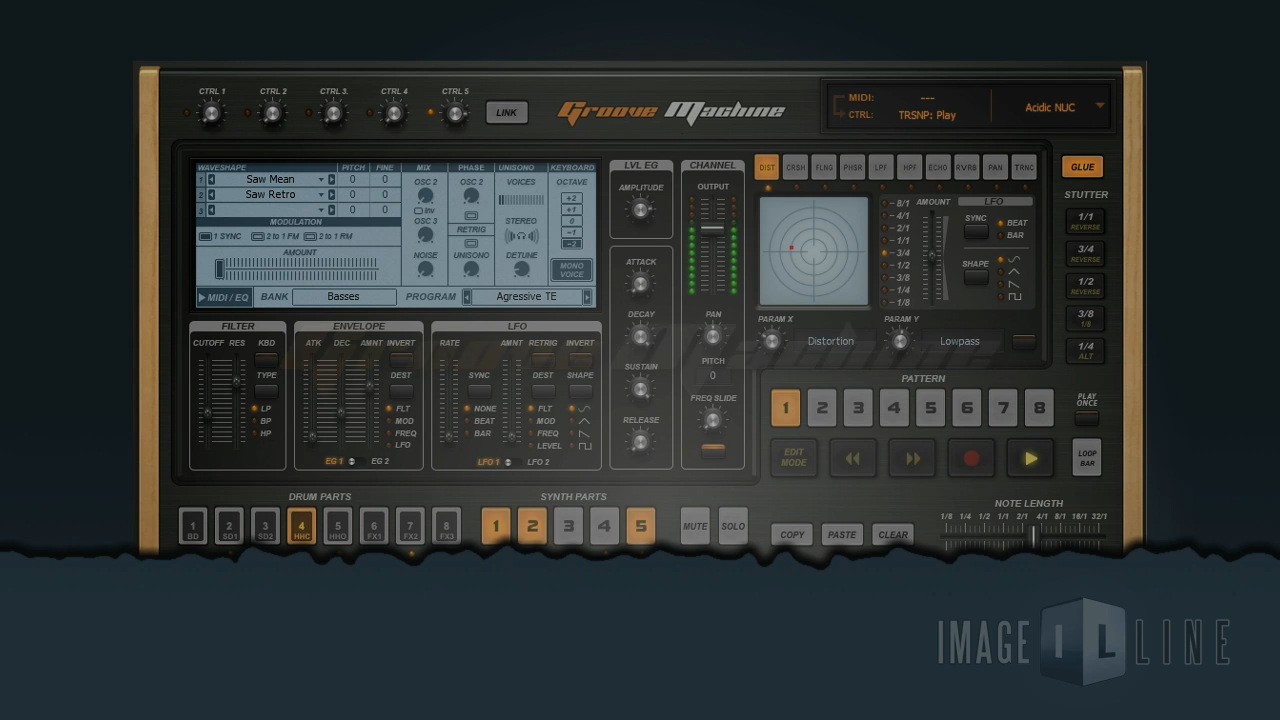 CTRL 1 CTRL 2 CTRL 3 CTRL 4 CTRL 5
LINK
Groove Machine
MIDI: ---
CTRL: TRSNP: Play
Acidic NUC
WAVESHAPE PITCH FINE MIX PHASE UNISONO KEYBOARD
1 Saw Mean 0 0
2 Saw Retro 0 0
3
MODULATION
1 SYNC 2 to 1 FM 2 to 1 RM
AMOUNT
OSC 2 OSC 2 VOICES OCTAVE
INV
OSC 3 RETRIG STEREO
NOISE UNISONO DETUNE
+2
+1
0
-1
-2
MONO
VOICE
MIDI / EQ BANK Basses PROGRAM Agressive TE
LVL EG
AMPLITUDE
ATTACK
DECAY
SUSTAIN
RELEASE
CHANNEL
OUTPUT
PAN
PITCH
0
FREQ SLIDE
DIST CRSH FLNG PHSR LPF HPF ECHO RVRB PAN TRNC
GLUE
STUTTER
1/1
REVERSE
3/4
REVERSE
1/2
REVERSE
3/8
1/8
1/4
ALT
8/1
4/1
2/1
1/1
3/4
1/2
3/8
1/4
1/8
AMOUNT
LFO
SYNC BEAT
BAR
SHAPE
PARAM X Distortion
PARAM Y Lowpass
FILTER
CUTOFF RES KBD
TYPE
LP
BP
HP
ENVELOPE
ATK DEC AMNT INVERT
DEST
FLT
MOD
FREQ
LFO
EG 1 EG 2
LFO
RATE AMNT RETRIG INVERT
SYNC DEST SHAPE
NONE FLT
BEAT MOD
BAR FREQ
LEVEL
LFO 1 LFO 2
PATTERN
1 2 3 4 5 6 7 8
PLAY
ONCE
EDIT
MODE
LOOP
BAR
DRUM PARTS
1 2 3 4 5 6 7 8
BD SD1 SD2 HHC HHO FX1 FX2 FX3
SYNTH PARTS
1 2 3 4 5
MUTE SOLO
COPY PASTE CLEAR
NOTE LENGTH
1/8 1/4 1/2 1/1 2/1 4/1 8/1 16/1 32/1
IMAGE IL LINE